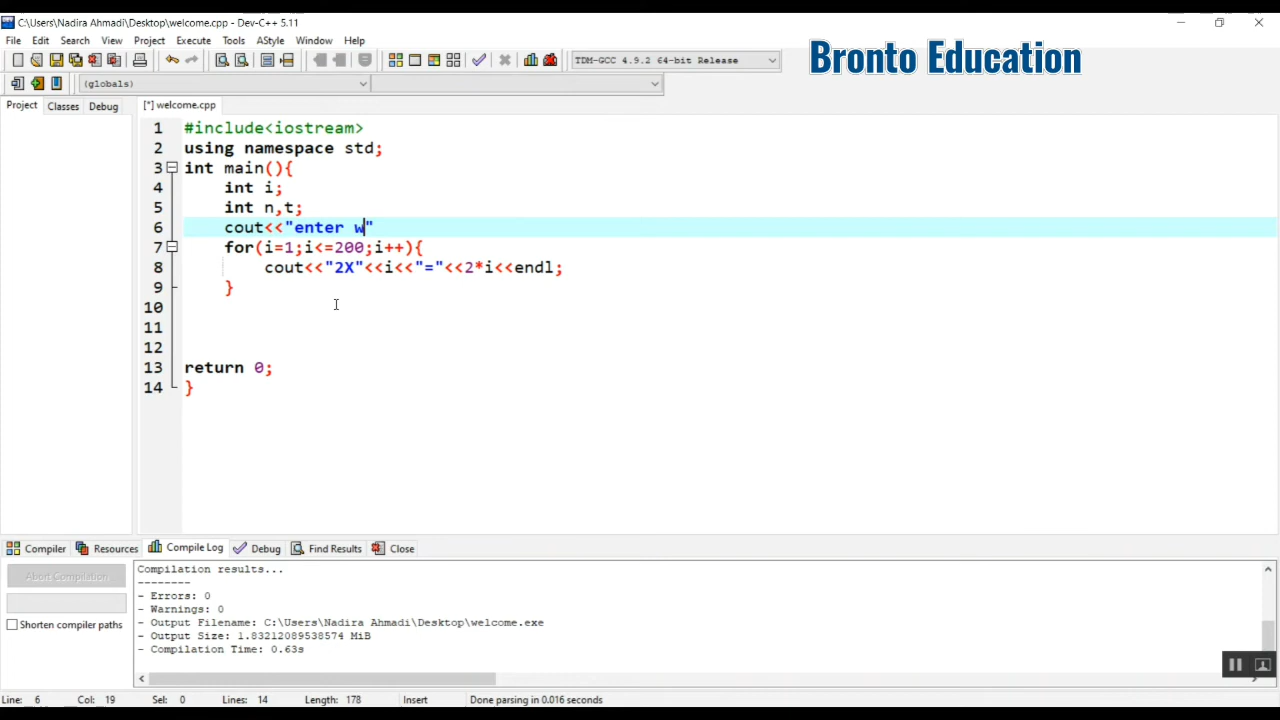 C:\Users\Nadira Ahmadi\Desktop\welcome.cpp - Dev-C++ 5.11
File Edit Search View Project Execute Tools AStyle Window Help
TDM-GCC 4.9.2 64-bit Release
Bronto Education
(globals)
Project Classes Debug [*] welcome.cpp
1 #include<iostream>
2 using namespace std;
3 int main(){
4 int i;
5 int n,t;
6 cout<<"enter w"
7 for(i=1;i<=200;i++){
8 cout<<"2X"<<i<<"="<<2*i<<endl;
9 }
10
11
12
13 return 0;
14 }
Compiler Resources Compile Log Debug Find Results Close
Abort Compilation
Shorten compiler paths
Compilation results...
--------
- Errors: 0
- Warnings: 0
- Output Filename: C:\Users\Nadira Ahmadi\Desktop\welcome.exe
- Output Size: 1.83212089538574 MiB
- Compilation Time: 0.63s
Line: 6 Col: 19 Sel: 0 Lines: 14 Length: 178 Insert Done parsing in 0.016 seconds